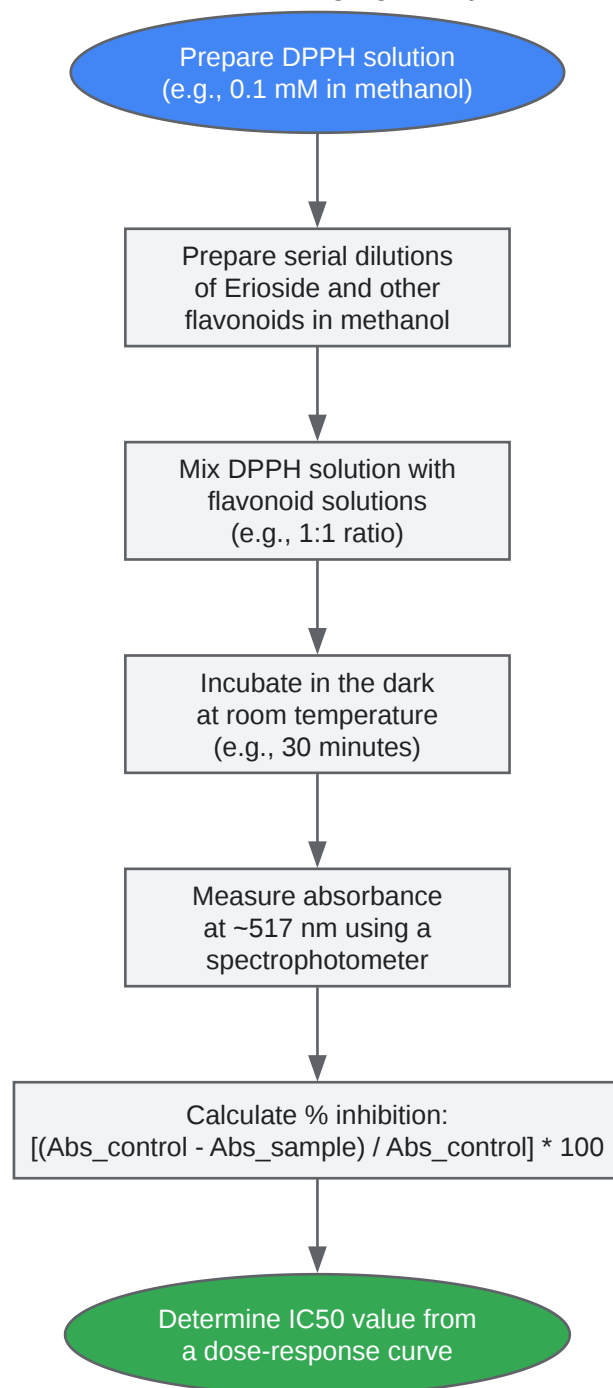 Prepare DPPH solution
(e.g., 0.1 mM in methanol)
Prepare serial dilutions
of Erioside and other
flavonoids in methanol
Mix DPPH solution with
flavonoid solutions
(e.g., 1:1 ratio)
Incubate in the dark
at room temperature
(e.g., 30 minutes)
Measure absorbance
at ~517 nm using a
spectrophotometer
Calculate % inhibition:
[(Abs_control - Abs_sample) / Abs_control] * 100
Determine IC50 value from
a dose-response curve